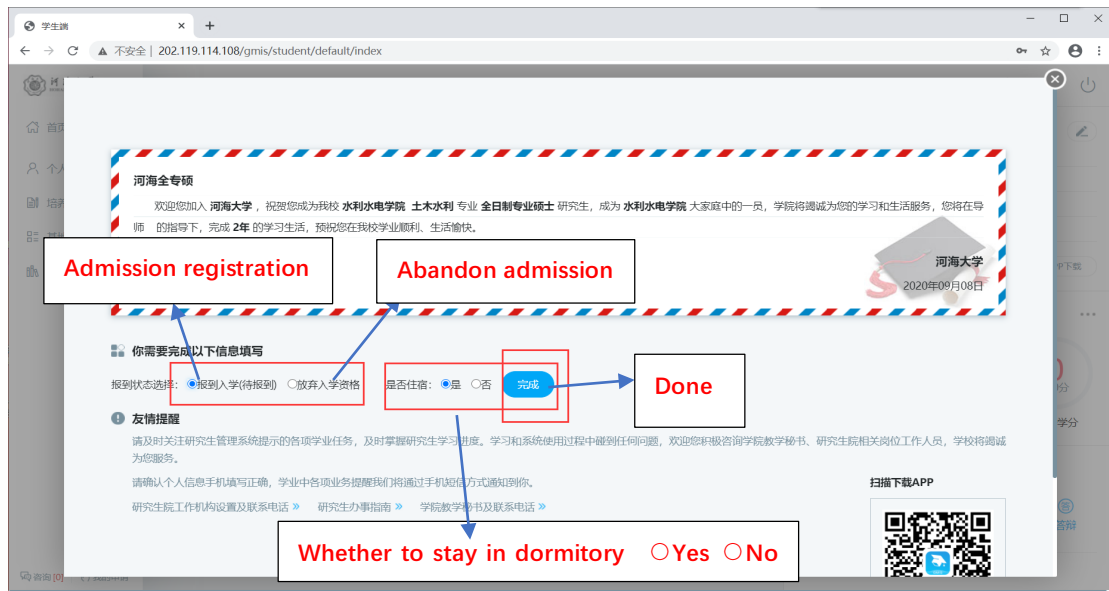 学生端
不安全 | 202.119.114.108/gmis/student/default/index
首页
河海全专硕
欢迎您加入 河海大学 ，祝贺您成为我校 水利水电学院 土木水利 专业 全日制专业硕士 研究生，成为 水利水电学院 大家庭中的一员，学院将竭诚为您的学习和生活服务，您将在导
师 的指导下，完成 2年 的学习生活，预祝您在我校学业顺利、生活愉快。
Admission registration
Abandon admission
河海大学
2020年09月08日
P下载
你需要完成以下信息填写
报到状态选择：
报到入学(待报到) 放弃入学资格
是否住宿： 是 否
完成
Done
友情提醒
请及时关注研究生管理系统提示的各项学业任务，及时掌握研究生学习进度。学习和系统使用过程中碰到任何问题，欢迎您积极咨询学院教学秘书、研究生院相关岗位工作人员，学校将竭诚
为您服务。
学分
请确认个人信息手机填写正确，学业中各项业务提醒我们将通过手机短信方式通知到你。
扫描下载APP
研究生院工作机构设置及联系电话 » 研究生办事指南 » 学院教学秘书及联系电话 »
答
答辩
Whether to stay in dormitory ○Yes ○No
咨询 [0]